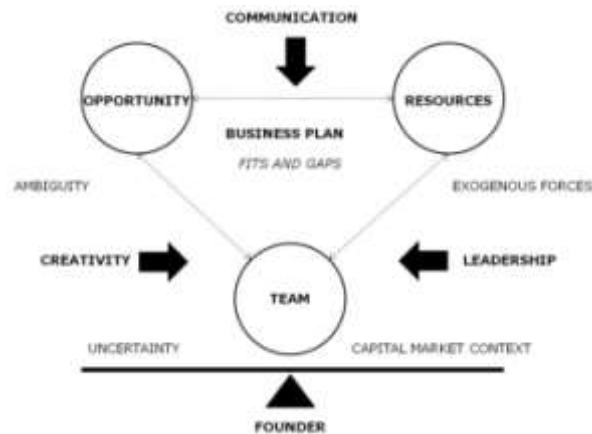 COMMUNICATION
OPPORTUNITY
RESOURCES
BUSINESS PLAN
FITS AND GAPS
AMBIGUITY
EXOGENOUS FORCES
CREATIVITY
LEADERSHIP
TEAM
UNCERTAINTY
CAPITAL MARKET CONTEXT
FOUNDER